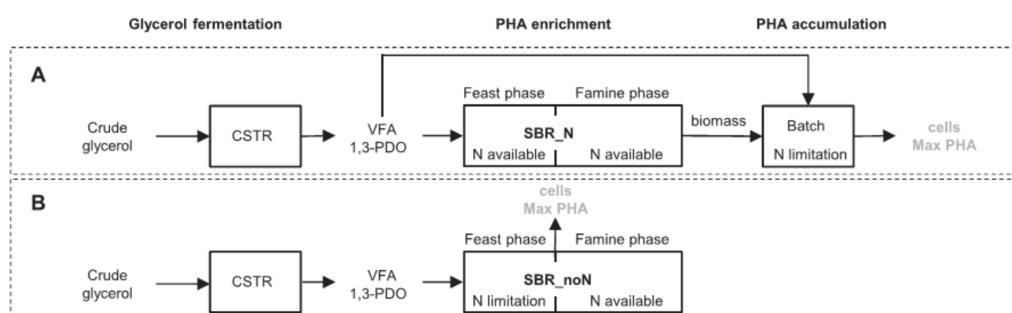 Glycerol fermentation PHA enrichment PHA accumulation
A
Feast phase Famine phase
Crude
glycerol
CSTR
VFA
1,3-PDO
SBR_N
N available N available
biomass
Batch
N limitation
cells
Max PHA
B
cells
Max PHA
Feast phase Famine phase
Crude
glycerol
CSTR
VFA
1,3-PDO
SBR_noN
N limitation N available